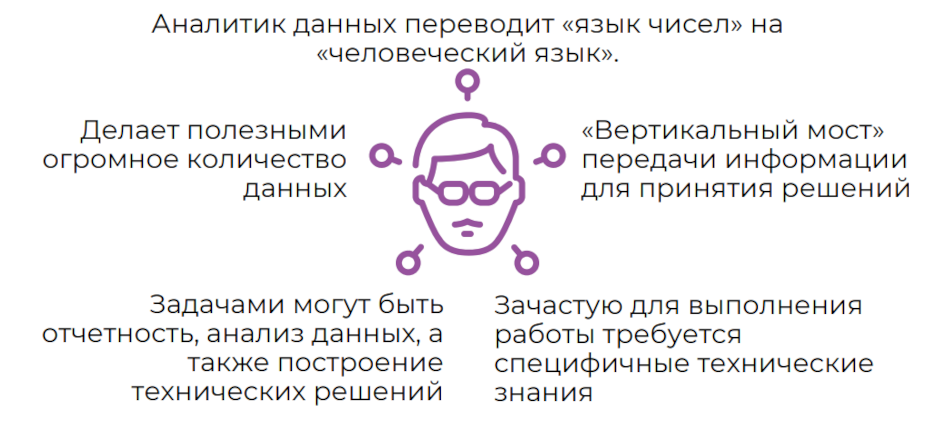 Аналитик данных переводит «язык чисел» на
«человеческий язык».
Делает полезными
огромное количество
данных
«Вертикальный мост»
передачи информации
для принятия решений
Задачами могут быть
отчетность, анализ данных, а
также построение
технических решений
Зачастую для выполнения
работы требуется
специфичные технические
знания